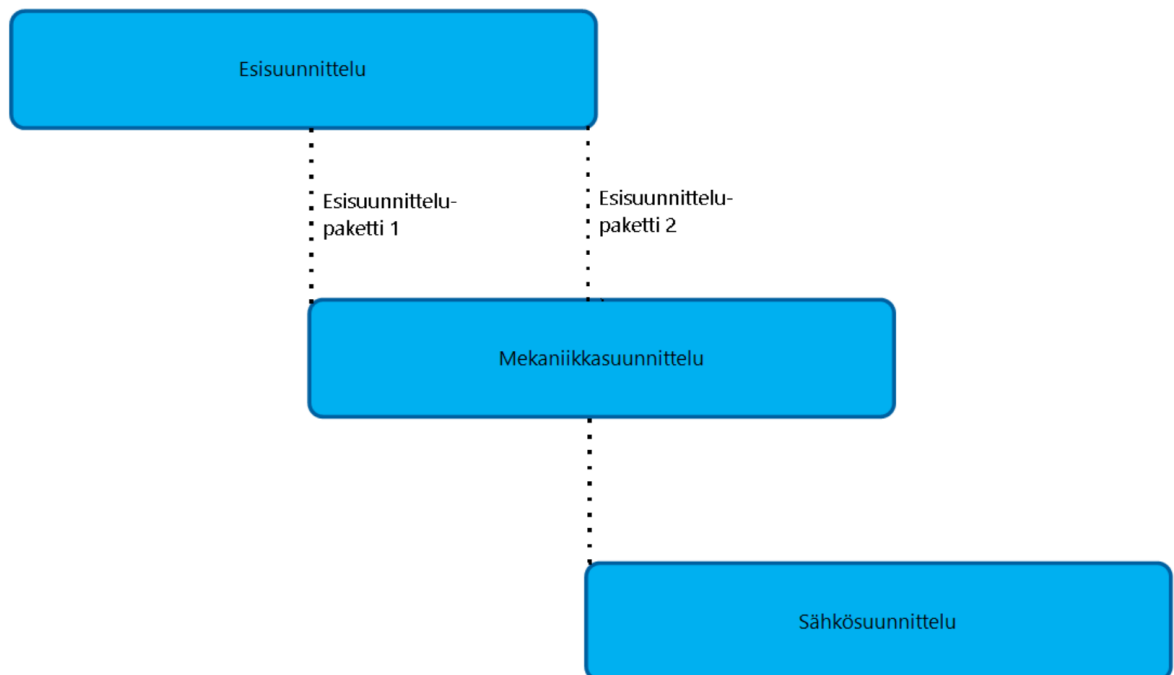 Esisuunnittelu
Esisuunnittelu-
paketti 1
Esisuunnittelu-
paketti 2
Mekaniikkasuunnittelu
Sähkösuunnittelu